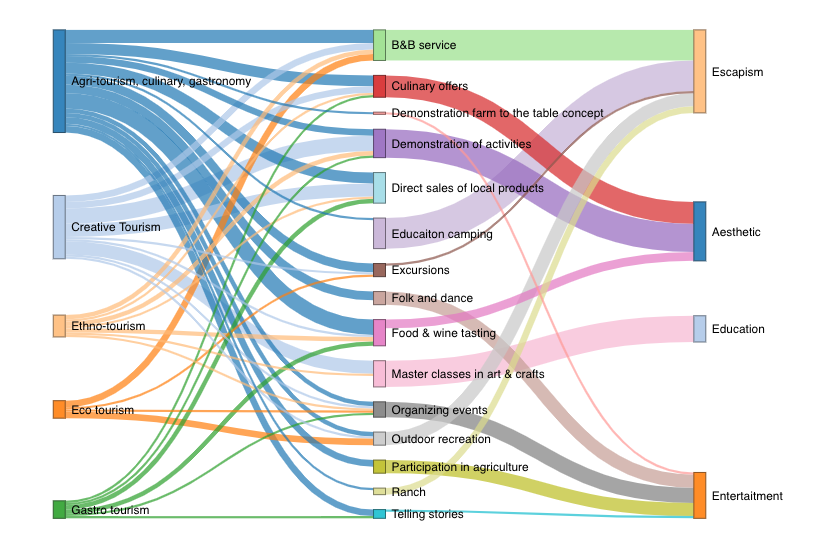 Agri-tourism. culinary, gastronomy
Creative Tourism
Ethno-tourism
Eco tourism
Gastro tourism
B&B service
Culinary offers
Demonstration farm to the table concept
Demonstration of activities
Direct sales of local products
Educaiton camping
Excursions
Folk and dance
Food & wine tasting
Master classes in art & crafts
Organizing events
Outdoor recreation
Participation in agriculture
Ranch
Telling stories
Escapism
Aesthetic
Education
Entertaitment